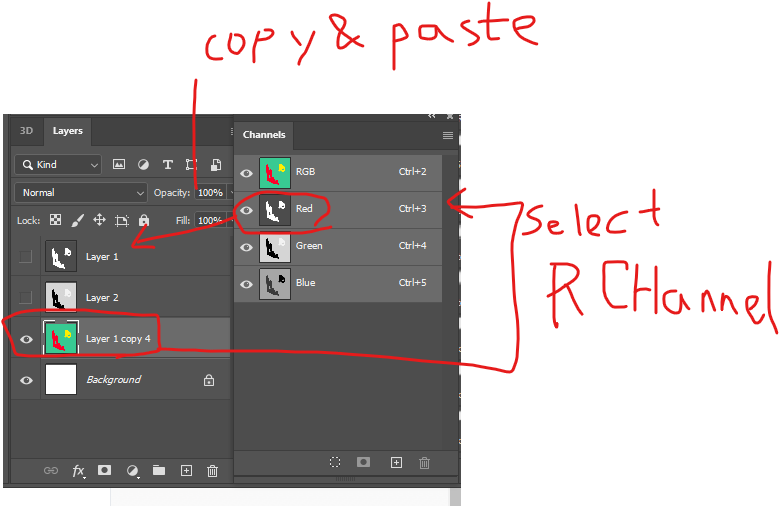 copy & paste
3D Layers
Channels
Kind
RGB Ctrl+2
Normal Opacity: 100%
Red Ctrl+3
Lock: Fill: 100%
select
Green Ctrl+4
Layer 1
R CHannel
Blue Ctrl+5
Layer 2
Layer 1 copy 4
Background
fx